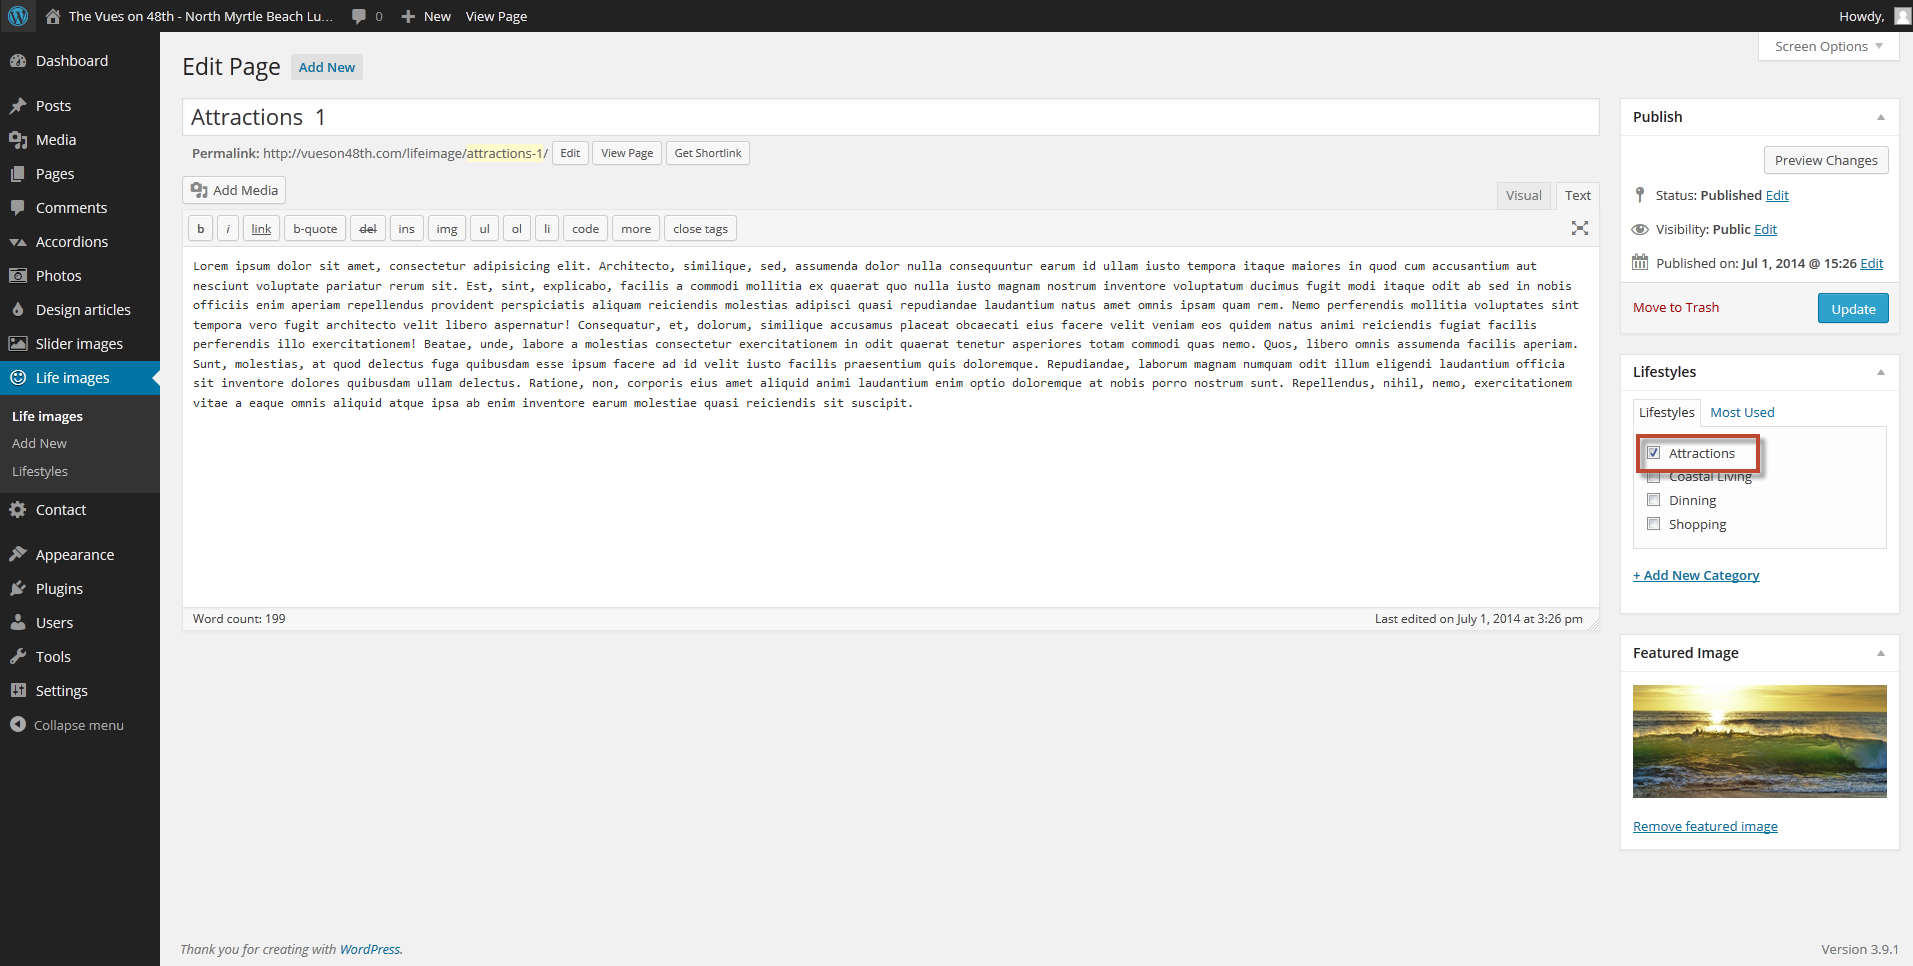 The Vues on 48th - North Myrtle Beach Lu...
0
New
View Page
Howdy,
Screen Options
Dashboard
Posts
Media
Pages
Comments
Accordions
Photos
Design articles
Slider images
Life images
Life images
Add New
Lifestyles
Contact
Appearance
Plugins
Users
Tools
Settings
Collapse menu
Edit Page
Add New
Attractions 1
Permalink: http://vueson48th.com/lifeimage/attractions-1/ Edit View Page Get Shortlink
Add Media
Visual Text
b i link b-quote del ins img ul ol li code more close tags
Lorem ipsum dolor sit amet, consectetur adipisicing elit. Architecto, similique, sed, assumenda dolor nulla consequuntur earum id ullam iusto tempora itaque maiores in quod cum accusantium aut
nesciunt voluptate pariatur rerum sit. Est, sint, explicabo, facilis a commodi mollitia ex quaerat quo nulla iusto magnam nostrum inventore voluptatum ducimus fugit modi itaque odit ab sed in nobis
officiis enim aperiam repellendus provident perspiciatis aliquam reiciendis molestias adipisci quasi repudiandae laudantium natus amet omnis ipsam quam rem. Nemo perferendis mollitia voluptates sint
tempora vero fugit architecto velit libero aspernatur! Consequatur, et, dolorum, similique accusamus placeat obcaecati eius facere velit veniam eos quidem natus animi reiciendis fugiat facilis
perferendis illo exercitationem! Beatae, unde, labore a molestias consectetur exercitationem in odit quaerat tenetur asperiores totam commodi quas nemo. Quos, libero omnis assumenda facilis aperiam.
Sunt, molestias, at quod delectus fuga quibusdam esse ipsum facere ad id velit iusto facilis praesentium quis doloremque. Repudiandae, laborum magnam numquam odit illum eligendi laudantium officia
sit inventore dolores quibusdam ullam delectus. Ratione, non, corporis eius amet aliquid animi laudantium enim optio doloremque at nobis porro nostrum sunt. Repellendus, nihil, nemo, exercitationem
vitae a eaque omnis aliquid atque ipsa ab enim inventore earum molestiae quasi reiciendis sit suscipit.
Word count: 199
Last edited on July 1, 2014 at 3:26 pm
Publish
Preview Changes
Status: Published Edit
Visibility: Public Edit
Published on: Jul 1, 2014 @ 15:26 Edit
Move to Trash
Update
Lifestyles
Lifestyles Most Used
Attractions
Coastal Living
Dinning
Shopping
+ Add New Category
Featured Image
Remove featured image
Thank you for creating with WordPress.
Version 3.9.1